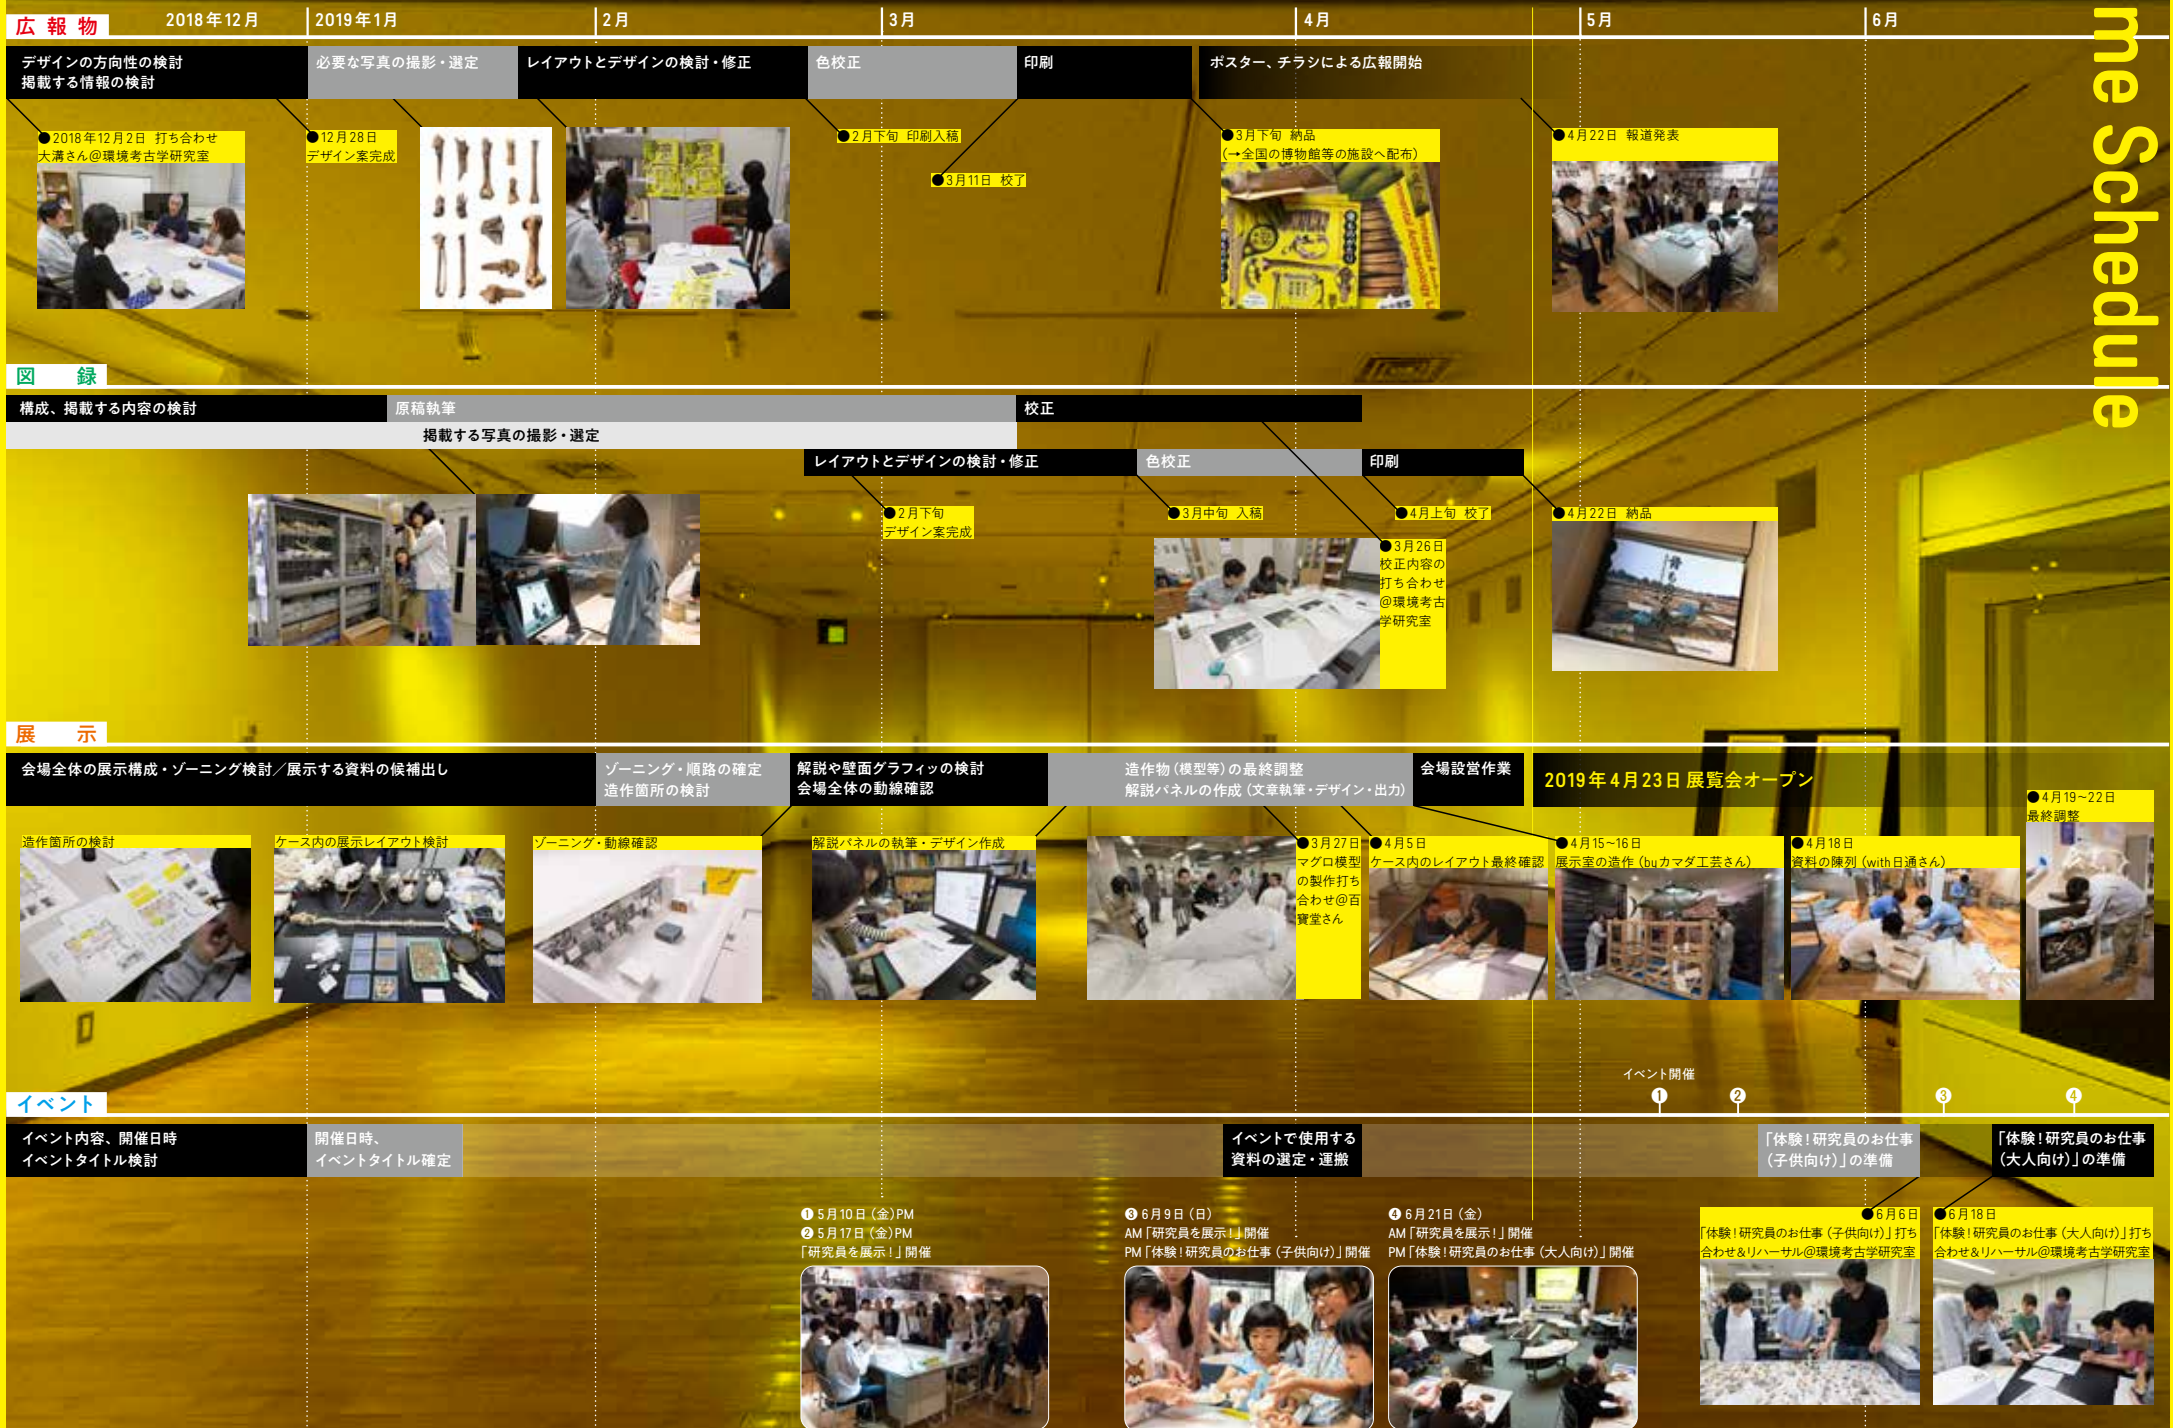 me Schedule
広報物
2018年12月
2019年1月
2月
3月
4月
5月
6月
デザインの方向性の検討
掲載する情報の検討
必要な写真の撮影・選定
レイアウトとデザインの検討・修正
色校正
印刷
ポスター、チラシによる広報開始
●2018年12月2日 打ち合わせ
大溝さん@環境考古学研究室
●12月28日
デザイン案完成
●2月下旬 印刷入稿
●3月11日 校了
●3月下旬 納品
(→全国の博物館等の施設へ配布)
●4月22日 報道発表
図録
構成、掲載する内容の検討
原稿執筆
校正
掲載する写真の撮影・選定
レイアウトとデザインの検討・修正
色校正
印刷
●2月下旬
デザイン案完成
●3月中旬 入稿
●4月上旬 校了
●3月26日
校正内容の
打ち合わせ
@環境考古
学研究室
●4月22日 納品
展示
会場全体の展示構成・ゾーニング検討／展示する資料の候補出し
ゾーニング・順路の確定
造作箇所の検討
解説や壁面グラフィッの検討
会場全体の動線確認
造作物(模型等)の最終調整
解説パネルの作成(文章執筆・デザイン・出力)
会場設営作業
2019年4月23日 展覧会オープン
造作箇所の検討
ケース内の展示レイアウト検討
ゾーニング・動線確認
解説パネルの執筆・デザイン作成
●3月27日
マグロ模型
の製作打ち
合わせ@百
寶堂さん
●4月5日
ケース内のレイアウト最終確認
●4月15~16日
展示室の造作(byカマダ工芸さん)
●4月18日
資料の陳列(with日通さん)
●4月19~22日
最終調整
イベント
イベント開催
❶
❷
❸
❹
イベント内容、開催日時
イベントタイトル検討
開催日時、
イベントタイトル確定
イベントで使用する
資料の選定・運搬
「体験！研究員のお仕事
(子供向け)」の準備
「体験！研究員のお仕事
(大人向け)」の準備
❶ 5月10日(金)PM
❷ 5月17日(金)PM
「研究員を展示！」開催
❸ 6月9日(日)
AM「研究員を展示！」開催
PM「体験！研究員のお仕事(子供向け)」開催
❹ 6月21日(金)
AM「研究員を展示！」開催
PM「体験！研究員のお仕事(大人向け)」開催
●6月6日
「体験！研究員のお仕事(子供向け)」打ち
合わせ&リハーサル@環境考古学研究室
●6月18日
「体験！研究員のお仕事(大人向け)」打ち
合わせ&リハーサル@環境考古学研究室